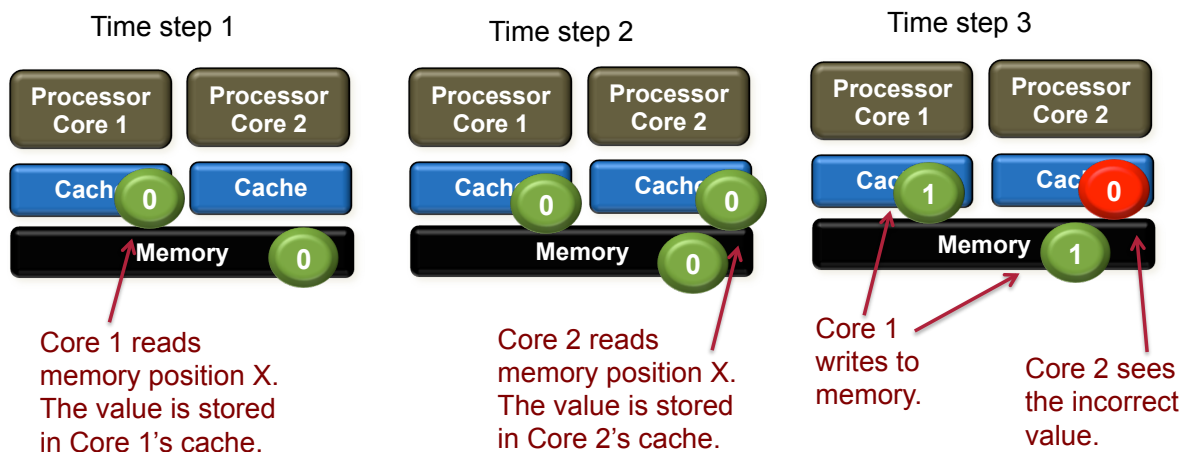 Time step 1
Processor
Core 1
Processor
Core 2
Cache
0
Cache
Memory
0
Core 1 reads
memory position X.
The value is stored
in Core 1’s cache.
Time step 2
Processor
Core 1
Processor
Core 2
Cache
0
0
Memory
0
Core 2 reads
memory position X.
The value is stored
in Core 2’s cache.
Time step 3
Processor
Core 1
Processor
Core 2
1
0
Memory
1
Core 1
writes to
memory.
Core 2 sees
the incorrect
value.